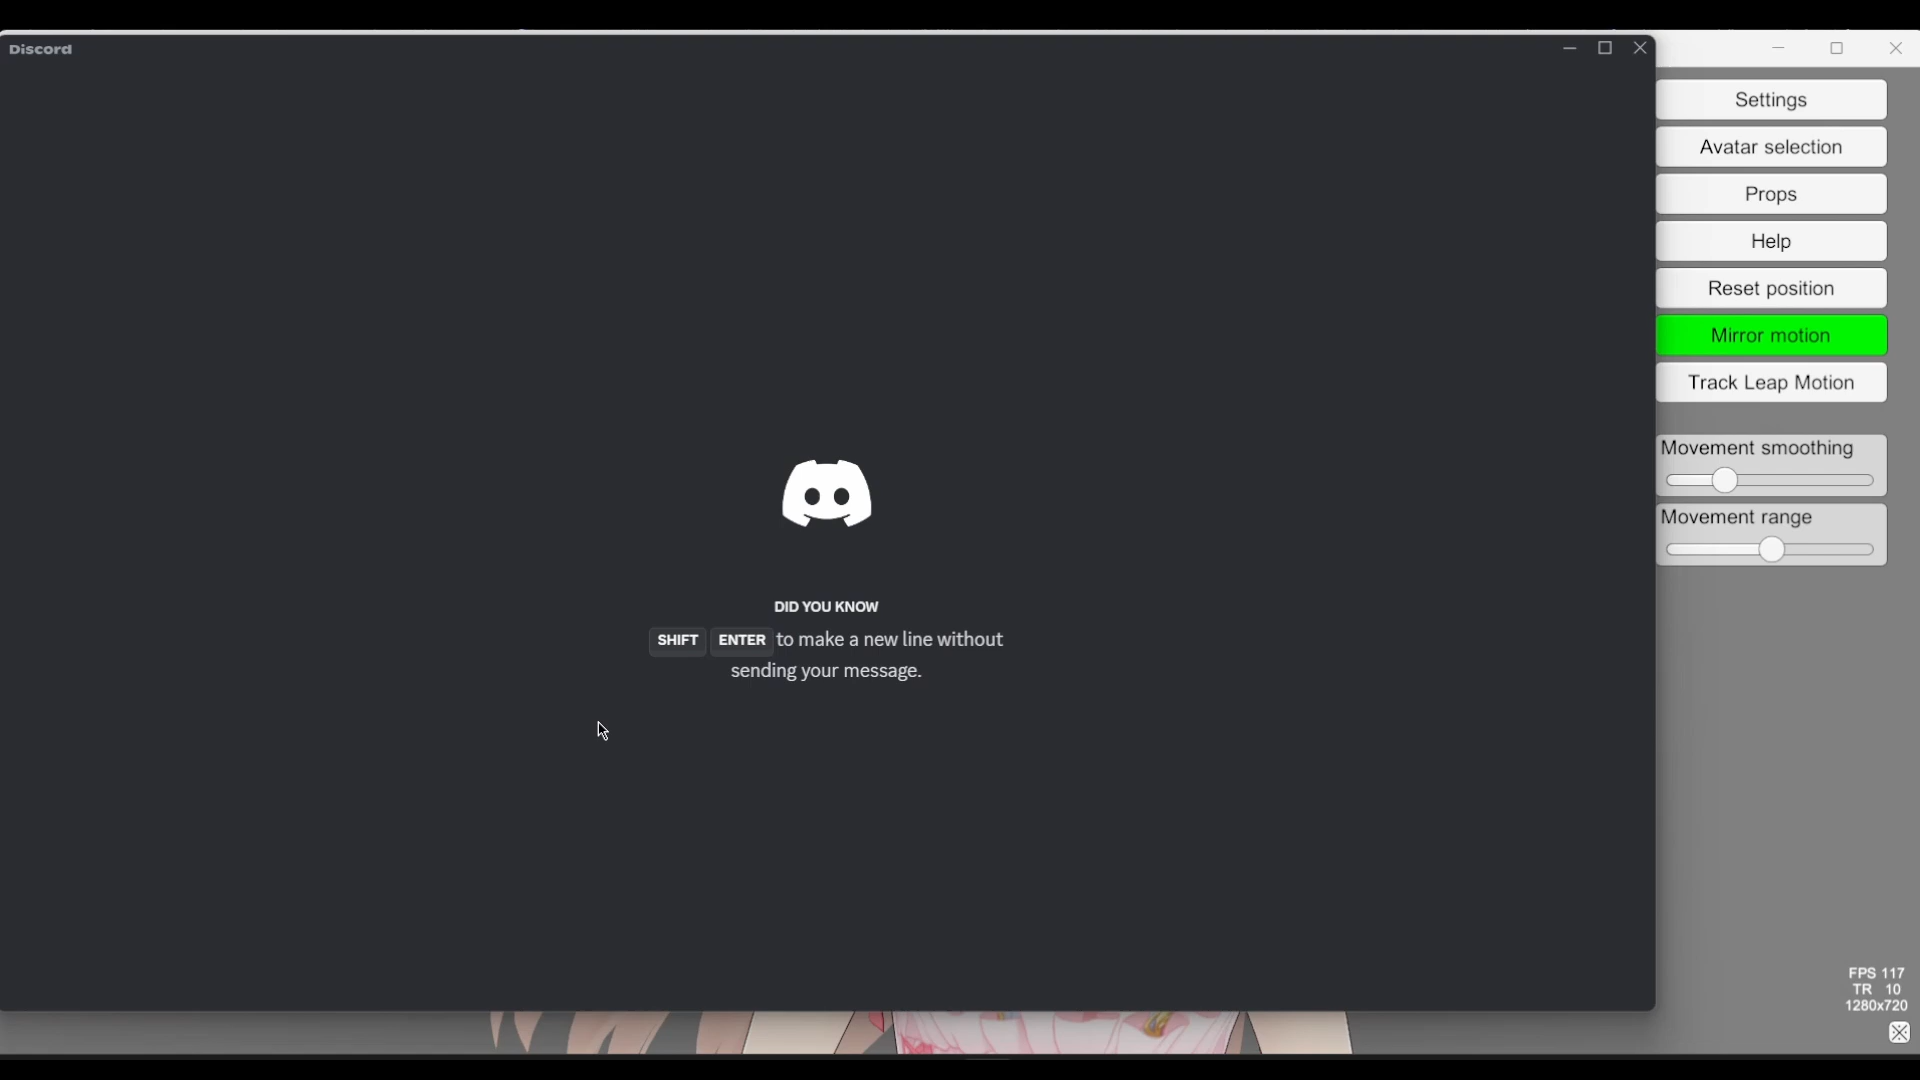 Discord
Settings
Avatar selection
Props
Help
Reset position
Mirror motion
Track Leap Motion
Movement smoothing
Movement range
DID YOU KNOW
SHIFT ENTER to make a new line without
sending your message.
FPS 117
TR 10
1280x720